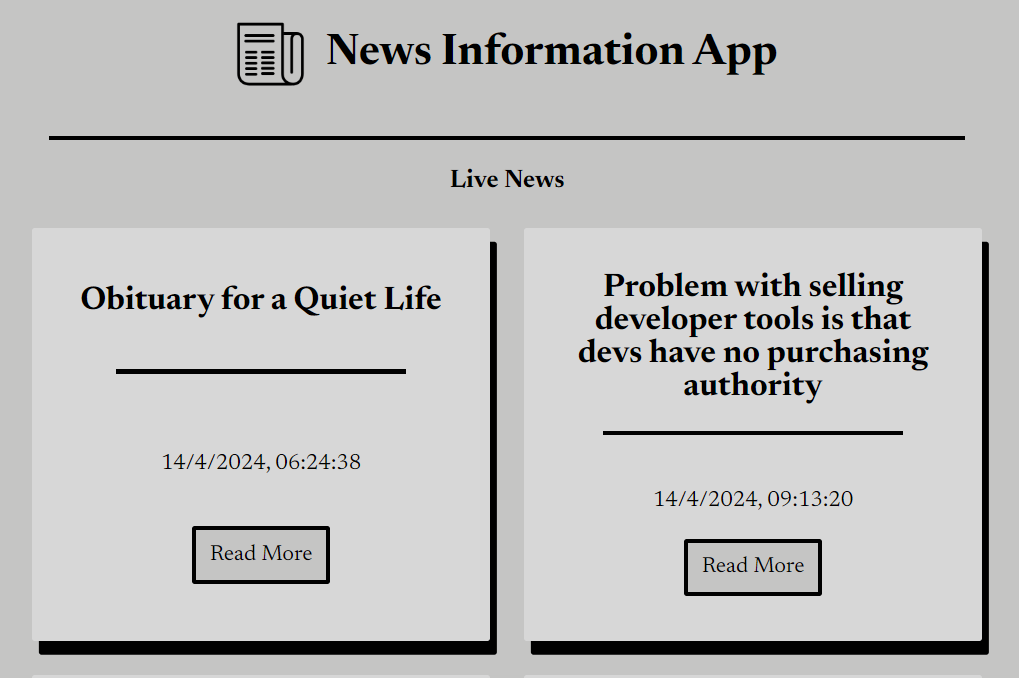 News Information App
Live News
Obituary for a Quiet Life
14/4/2024, 06:24:38
Read More
Problem with selling
developer tools is that
devs have no purchasing
authority
14/4/2024, 09:13:20
Read More